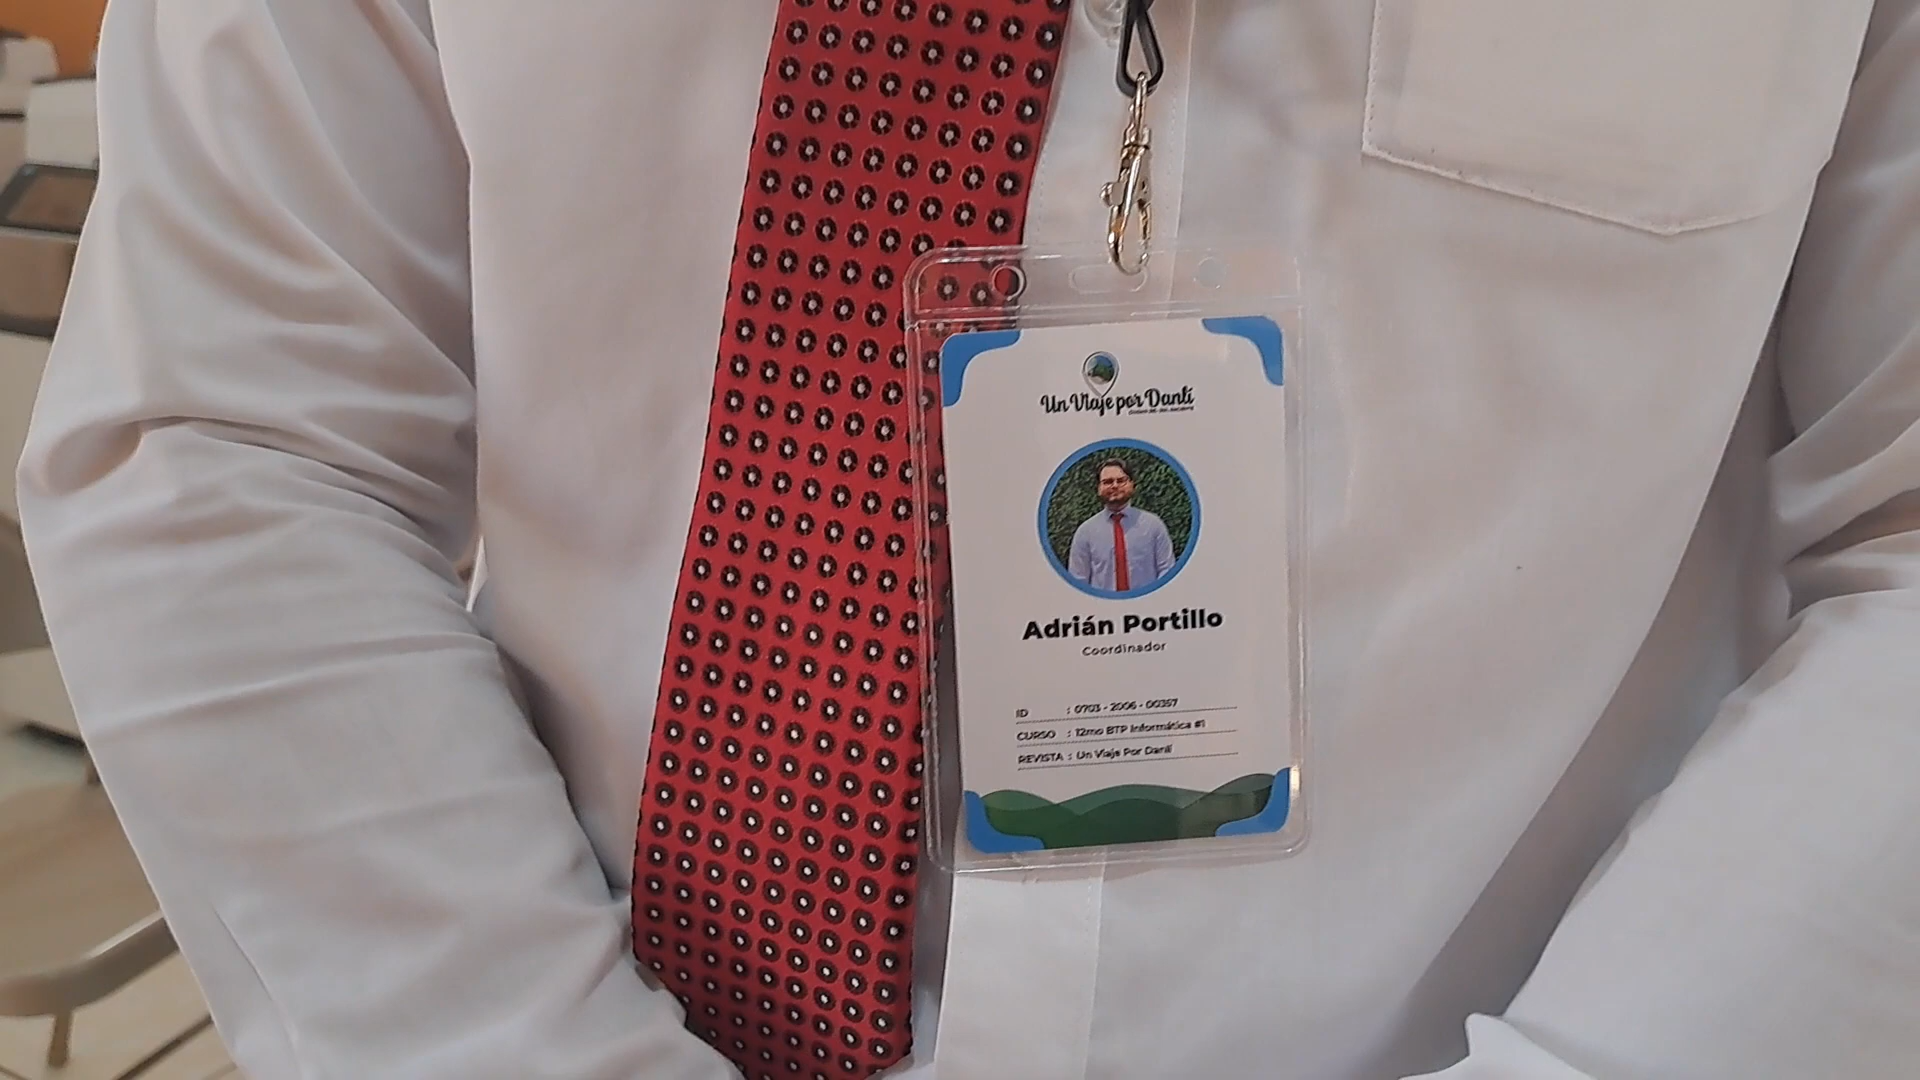 Un Viaje por Danlí
Adrián Portillo
Coordinador
ID : 0703 - 2006 - 00357
CURSO : 12mo BTP Informática #1
REVISTA : Un Viaje Por Danlí